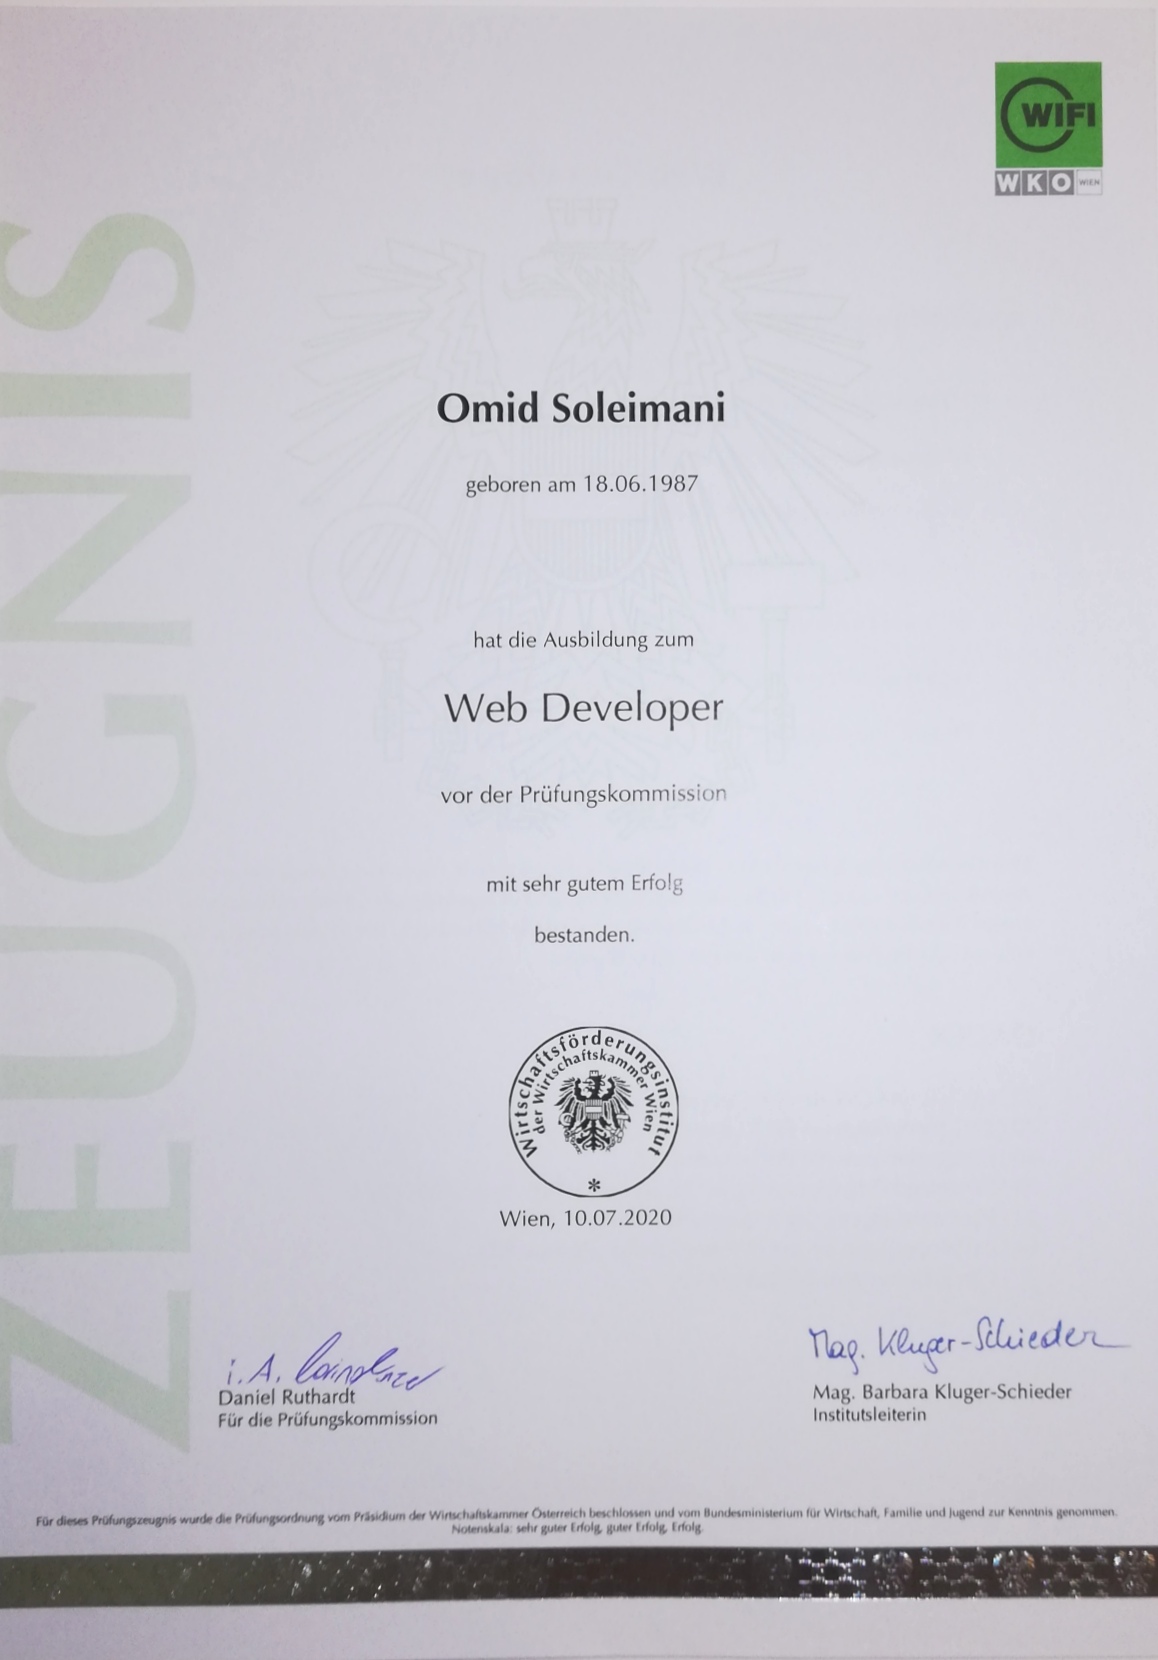 WIFI
WKO WIEN
ZEUGNIS
Omid Soleimani
geboren am 18.06.1987
hat die Ausbildung zum
Web Developer
vor der Prüfungskommission
mit sehr gutem Erfolg
bestanden.
Wirtschaftsförderungsinstitut
der Wirtschaftskammer Wien
*
Wien, 10.07.2020
i. A.
Daniel Ruthardt
Für die Prüfungskommission
Mag. Kluger-Schieder
Mag. Barbara Kluger-Schieder
Institutsleiterin
Für dieses Prüfungszeugnis wurde die Prüfungsordnung vom Präsidium der Wirtschaftskammer Österreich beschlossen und vom Bundesministerium für Wirtschaft, Familie und Jugend zur Kenntnis genommen.
Notenskala: sehr guter Erfolg, guter Erfolg, Erfolg.